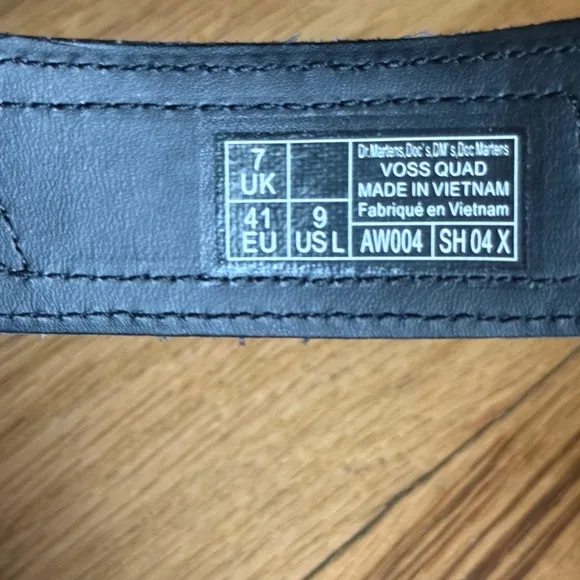 7 UK
41 EU
9 US L
Dr.Martens,Doc's,DM's,Doc Marters
VOSS QUAD
MADE IN VIETNAM
Fabriqué en Vietnam
AW004
SH 04 X